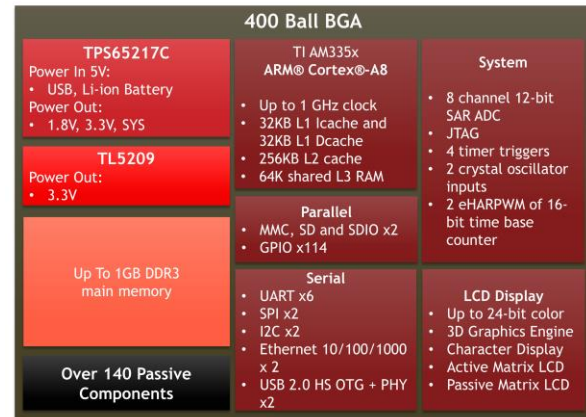 400 Ball BGA
TPS65217C
Power In 5V:
• USB, Li-ion Battery
Power Out:
• 1.8V, 3.3V, SYS
TL5209
Power Out:
• 3.3V
Up To 1GB DDR3
main memory
Over 140 Passive
Components
TI AM335x
ARM® Cortex®-A8
• Up to 1 GHz clock
• 32KB L1 Icache and
32KB L1 Dcache
• 256KB L2 cache
• 64K shared L3 RAM
Parallel
• MMC, SD and SDIO x2
• GPIO x114
Serial
• UART x6
• SPI x2
• I2C x2
• Ethernet 10/100/1000
x 2
• USB 2.0 HS OTG + PHY
x2
System
• 8 channel 12-bit
SAR ADC
• JTAG
• 4 timer triggers
• 2 crystal oscillator
inputs
• 2 eHARPWM of 16-
bit time base
counter
LCD Display
• Up to 24-bit color
• 3D Graphics Engine
• Character Display
• Active Matrix LCD
• Passive Matrix LCD